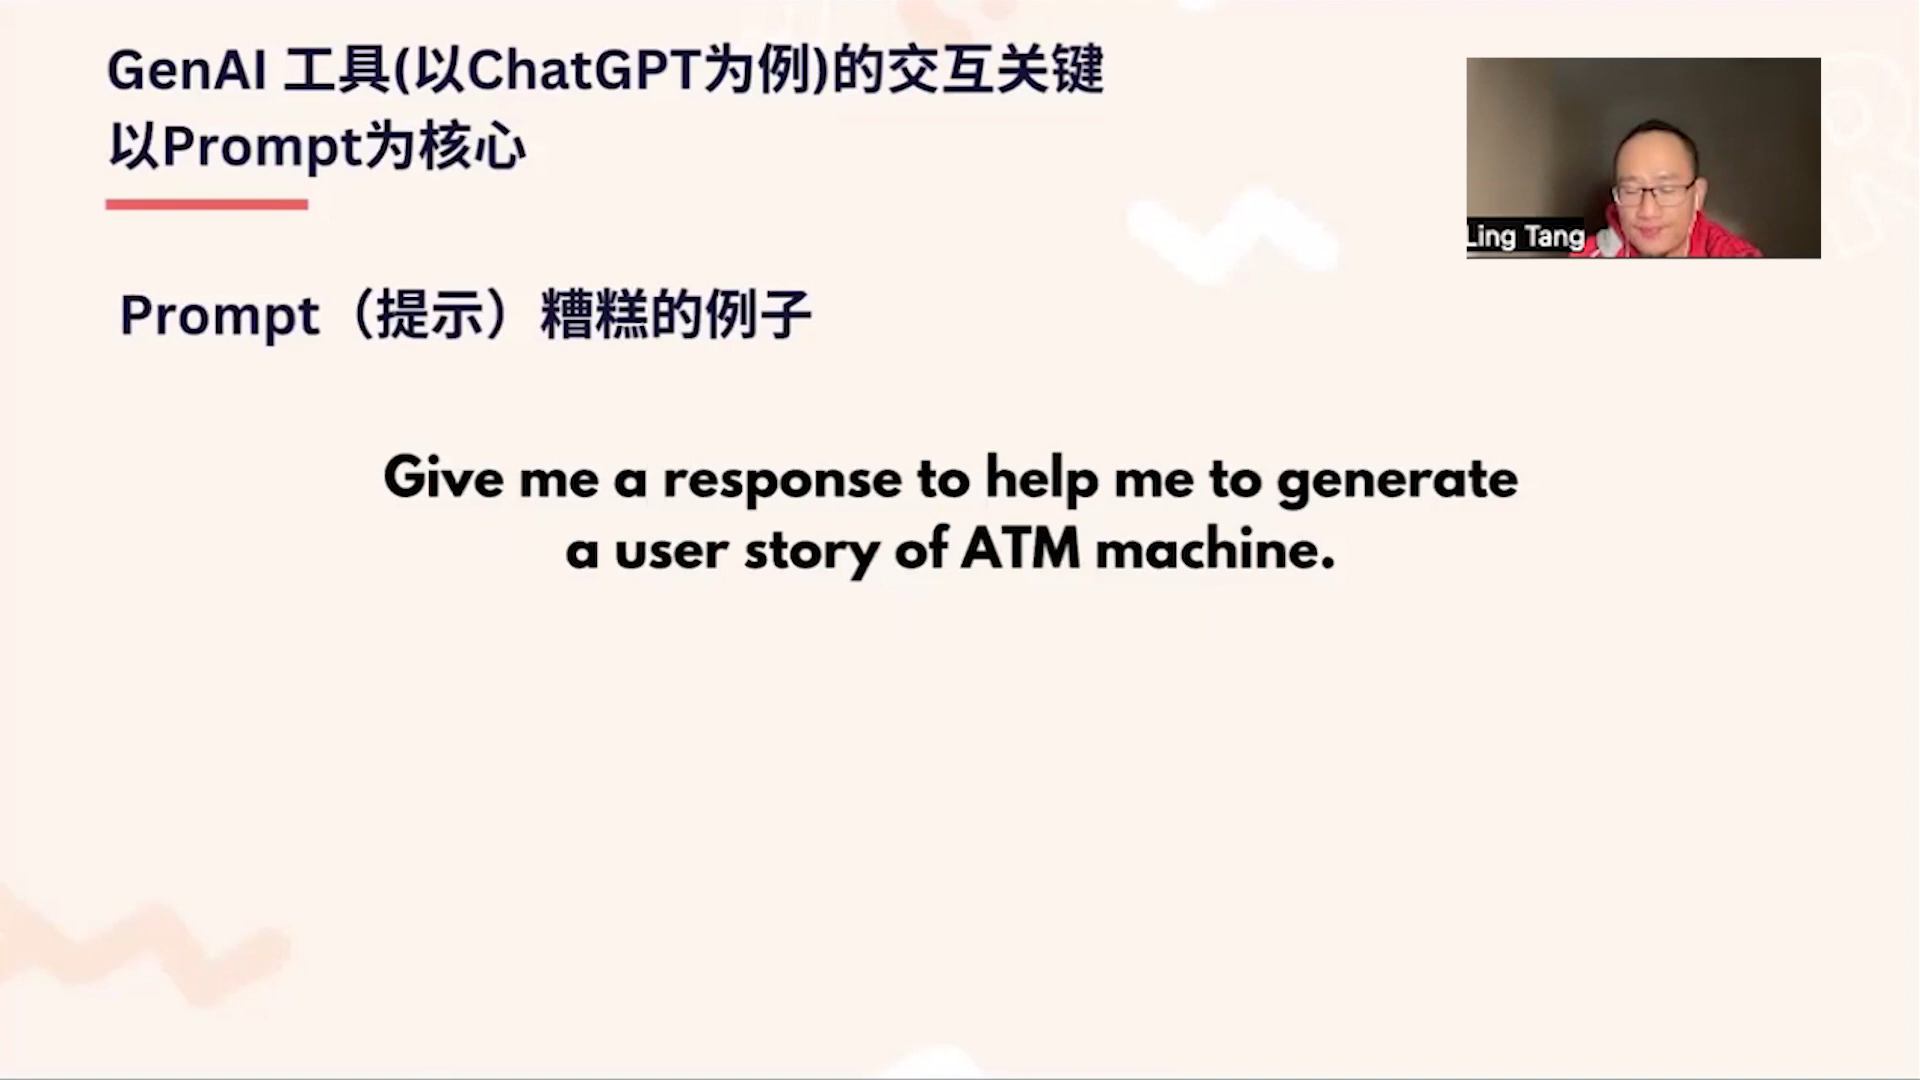 GenAI 工具(以ChatGPT为例)的交互关键
以Prompt为核心
Ling Tang
Prompt（提示）糟糕的例子
Give me a response to help me to generate
a user story of ATM machine.